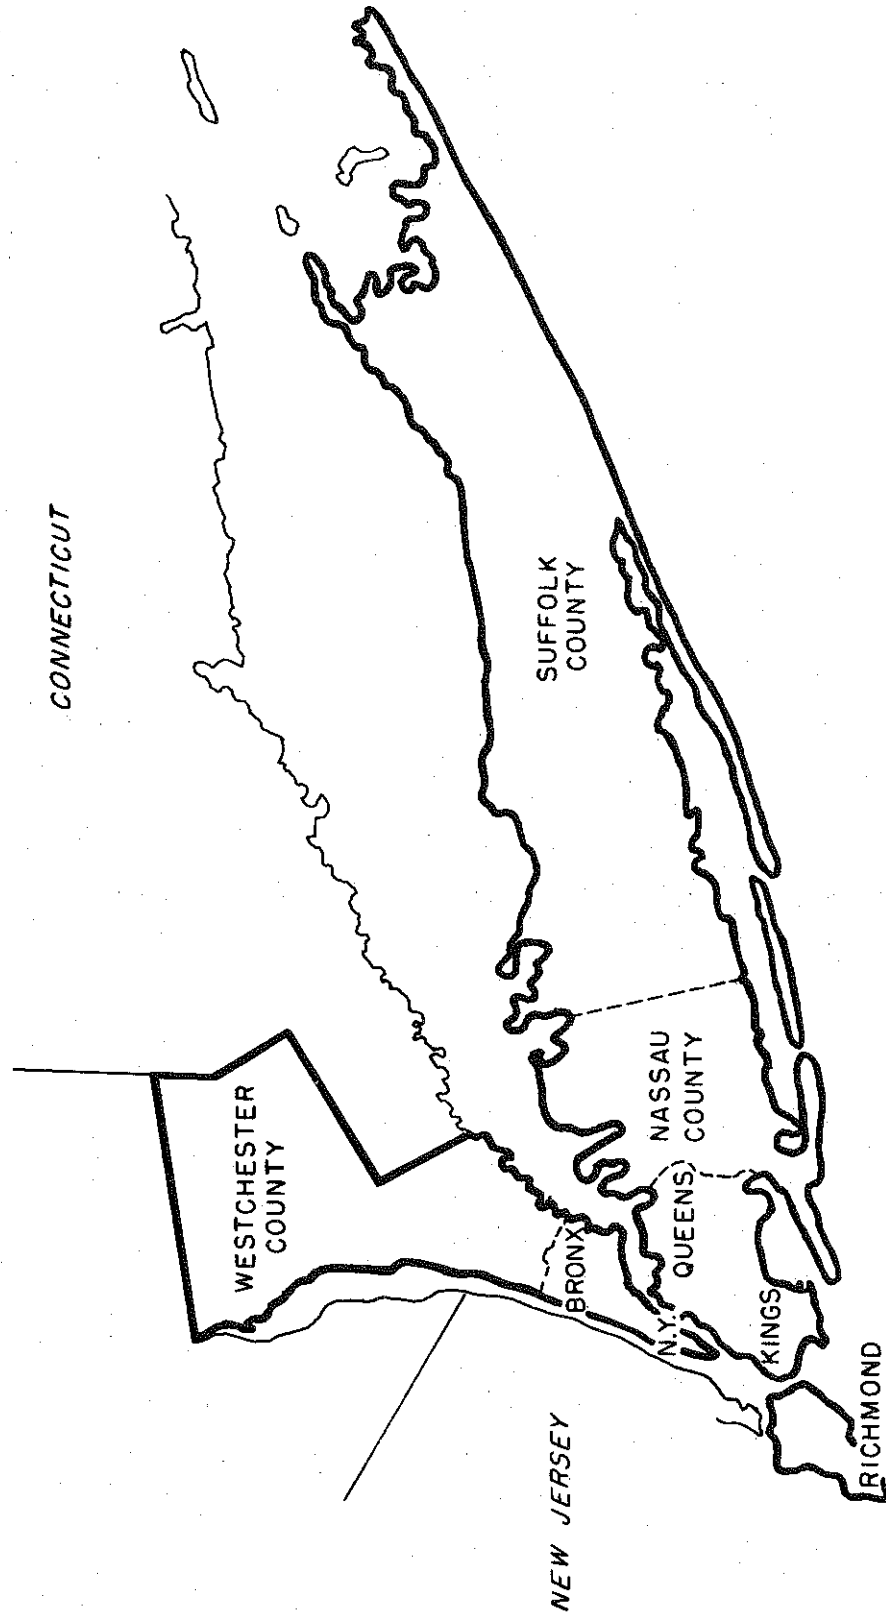 CONNECTICUT
WESTCHESTER
COUNTY
SUFFOLK
COUNTY
NASSAU
COUNTY
BRONX
QUEENS
N.Y.
KINGS
NEW JERSEY
RICHMOND